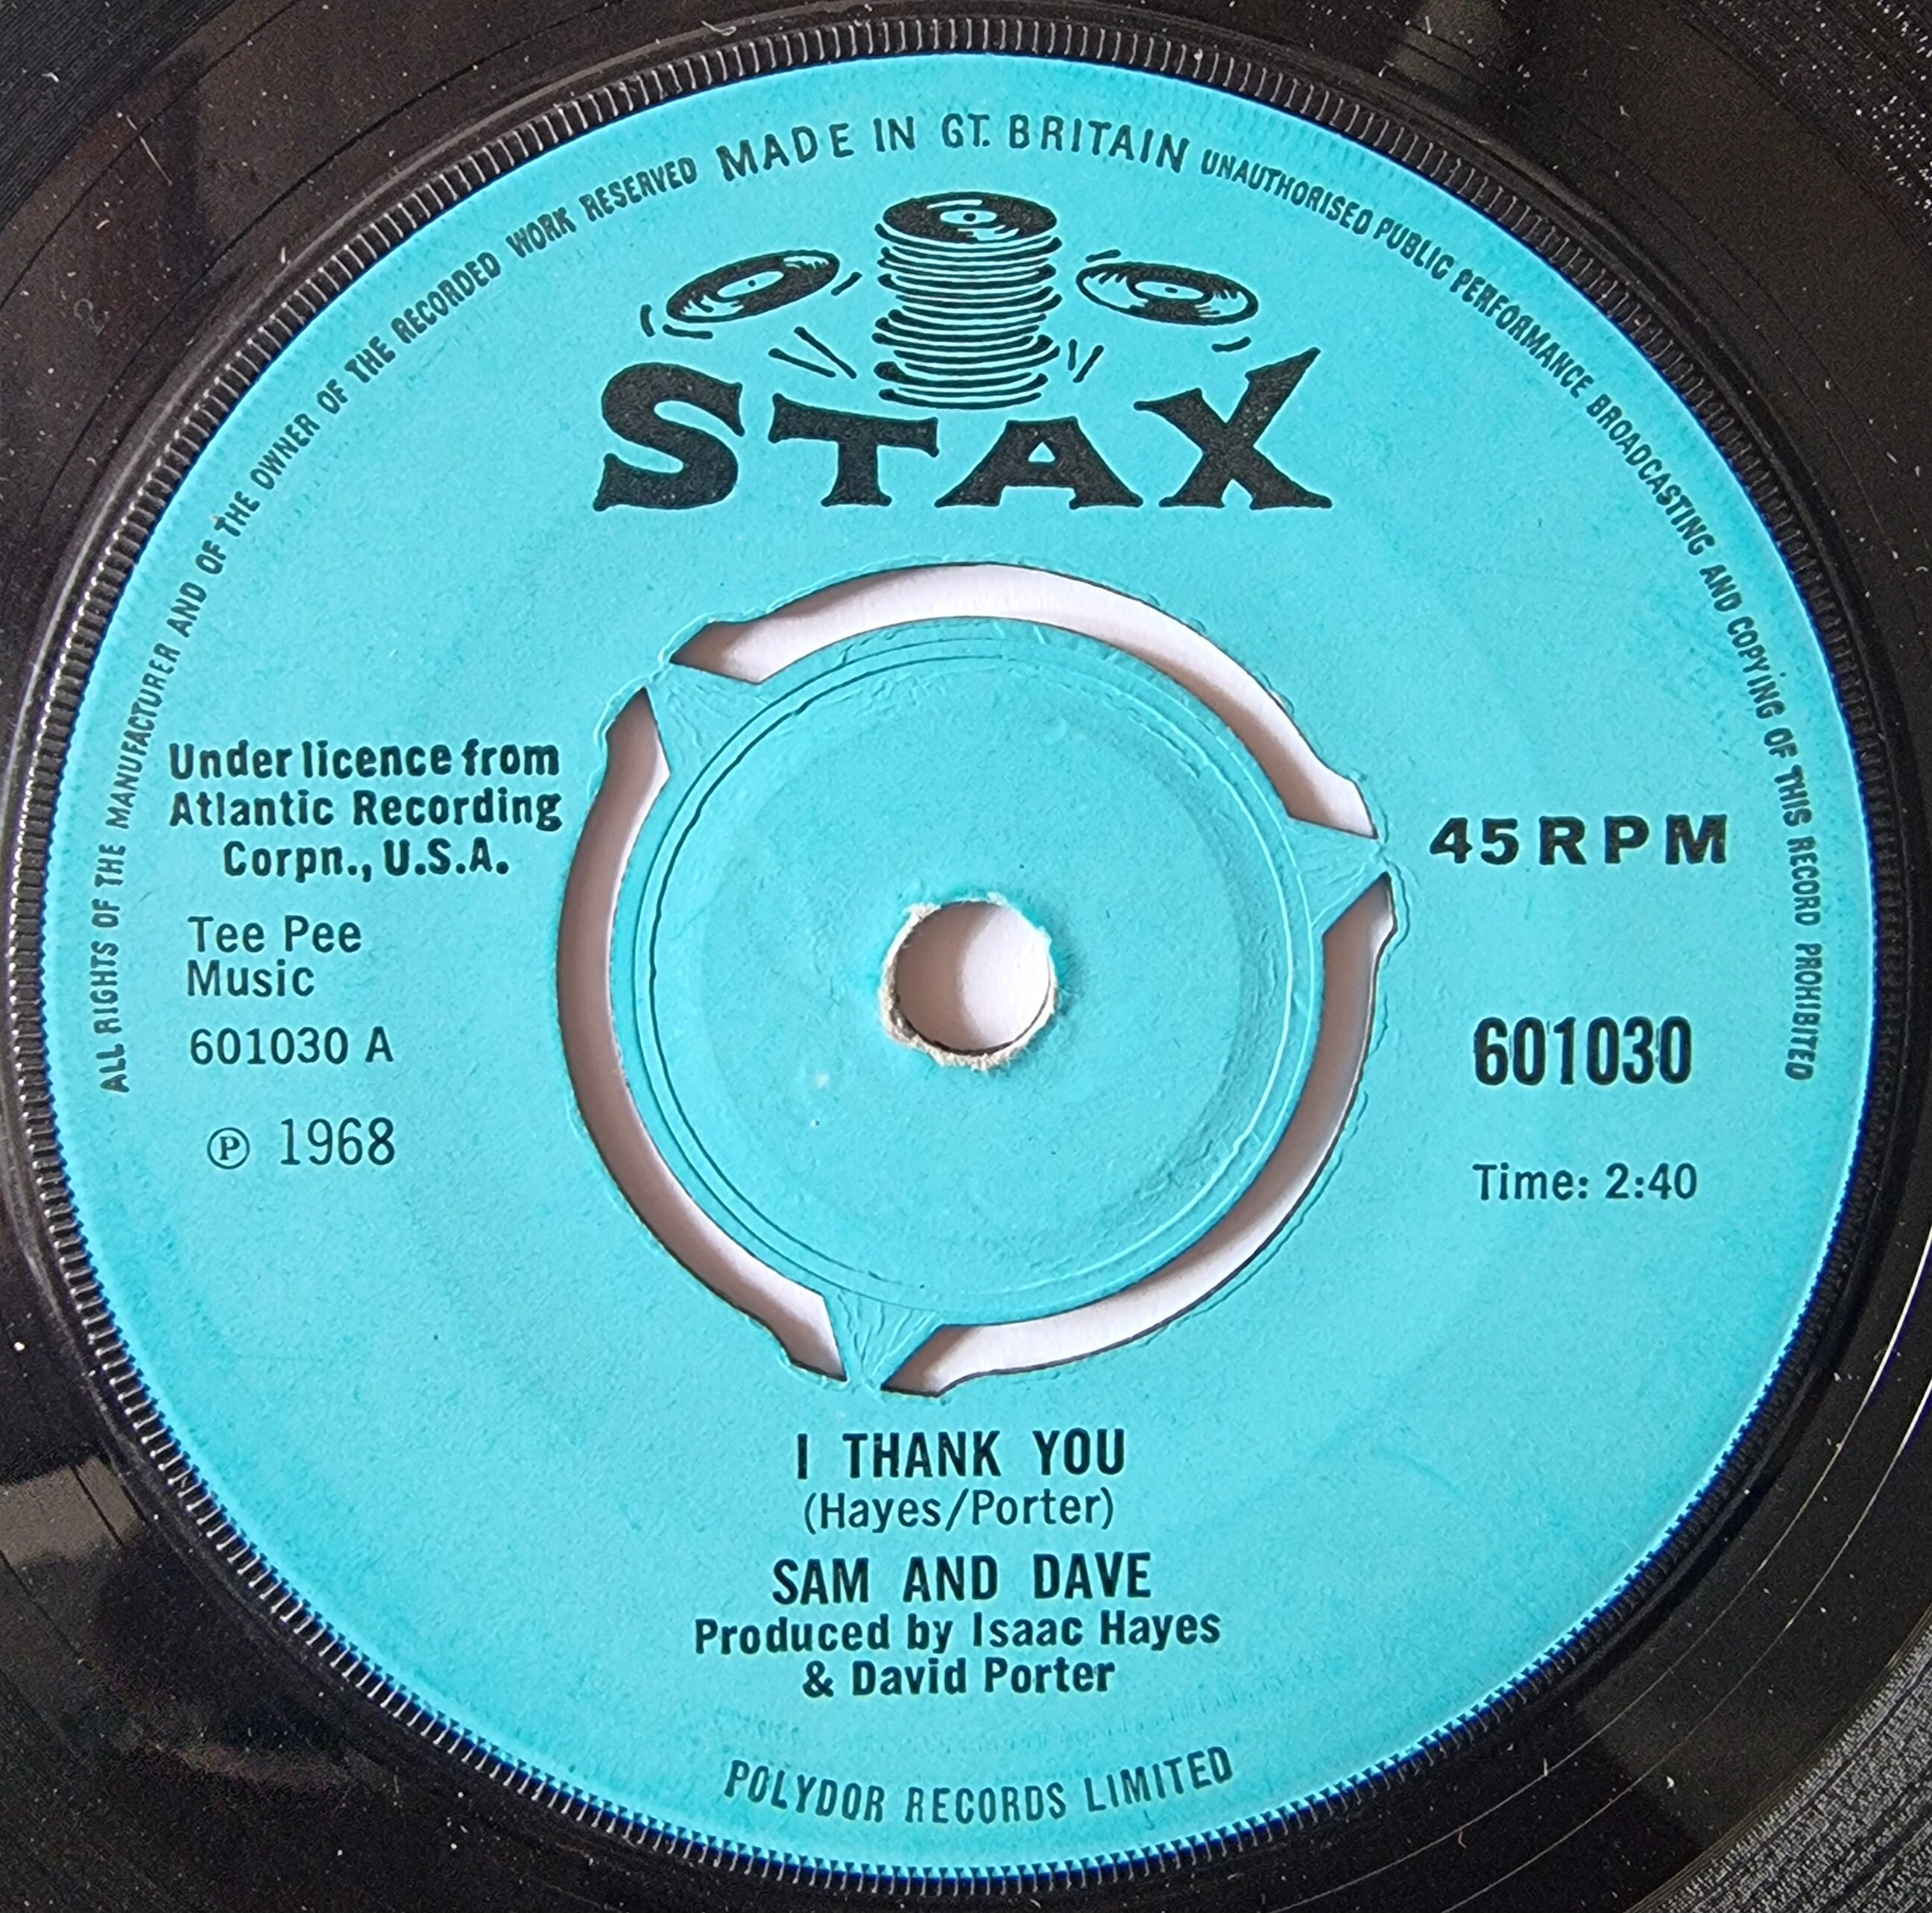 ALL RIGHTS OF THE MANUFACTURER AND OF THE OWNER OF THE RECORDED WORK RESERVED MADE IN GT. BRITAIN UNAUTHORISED PUBLIC PERFORMANCE BROADCASTING AND COPYING OF THIS RECORD PROHIBITED
STAX
Under licence from
Atlantic Recording
Corpn., U.S.A.
Tee Pee
Music
601030 A
℗ 1968
45 RPM
601030
Time: 2:40
I THANK YOU
(Hayes/Porter)
SAM AND DAVE
Produced by Isaac Hayes
& David Porter
POLYDOR RECORDS LIMITED